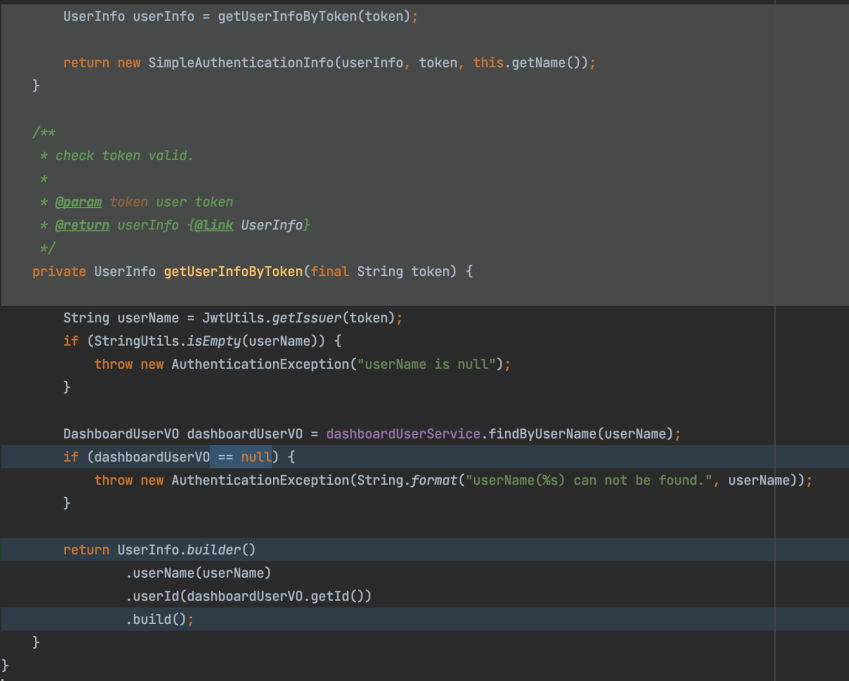 UserInfo userInfo = getUserInfoByToken(token);
return new SimpleAuthenticationInfo(userInfo, token, this.getName());
}
/**
* check token valid.
*
* @param token user token
* @return userInfo {@link UserInfo}
*/
private UserInfo getUserInfoByToken(final String token) {
String userName = JwtUtils.getIssuer(token);
if (StringUtils.isEmpty(userName)) {
throw new AuthenticationException("userName is null");
}
DashboardUserVO dashboardUserVO = dashboardUserService.findByUserName(userName);
if (dashboardUserVO == null) {
throw new AuthenticationException(String.format("userName(%s) can not be found.", userName));
}
return UserInfo.builder()
.userName(userName)
.userId(dashboardUserVO.getId())
.build();
}
}